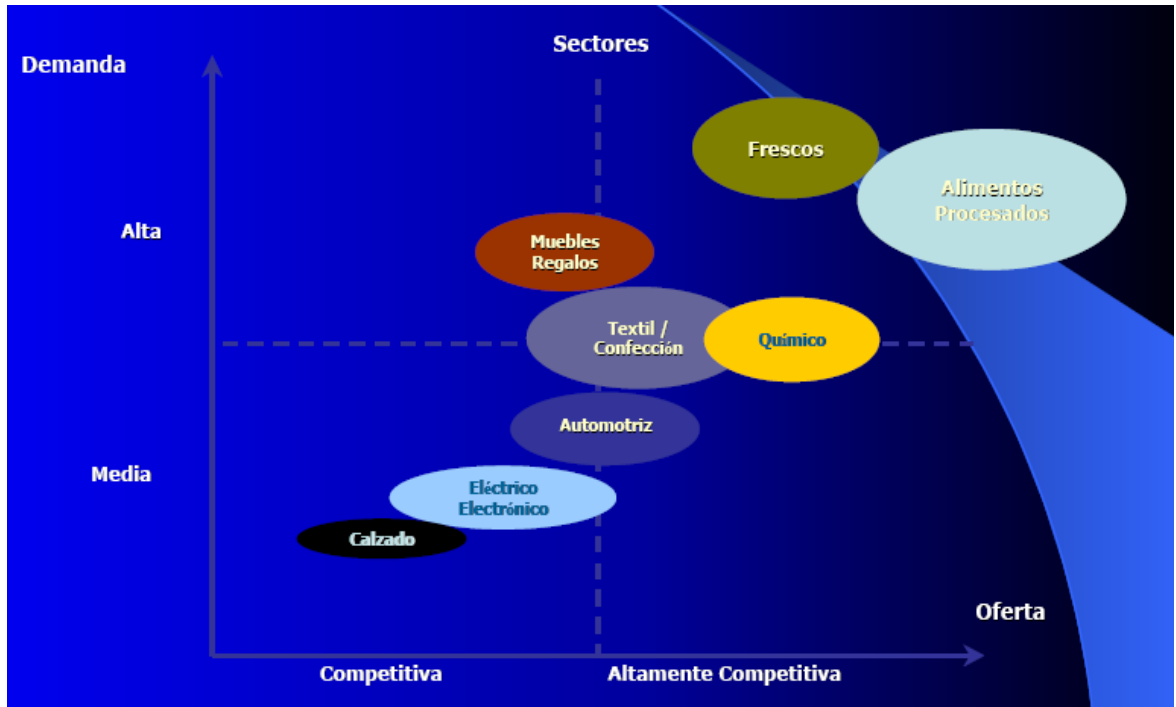 Sectores
Demanda
Frescos
Alimentos
Procesados
Alta
Muebles
Regalos
Textil /
Confección
Químico
Automotriz
Media
Eléctrico
Electrónico
Calzado
Oferta
Competitiva
Altamente Competitiva